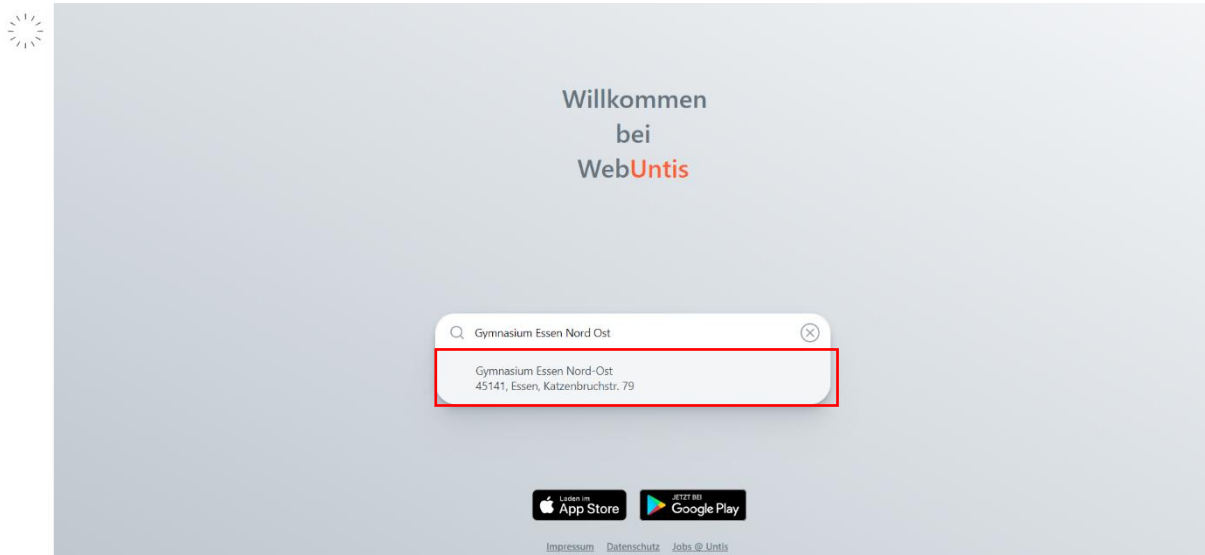 Willkommen
bei
WebUntis
Gymnasium Essen Nord Ost
Gymnasium Essen Nord-Ost
45141, Essen, Katzenbruchstr. 79
Laden im
App Store
JETZT BEI
Google Play
Impressum Datenschutz Jobs @ Untis